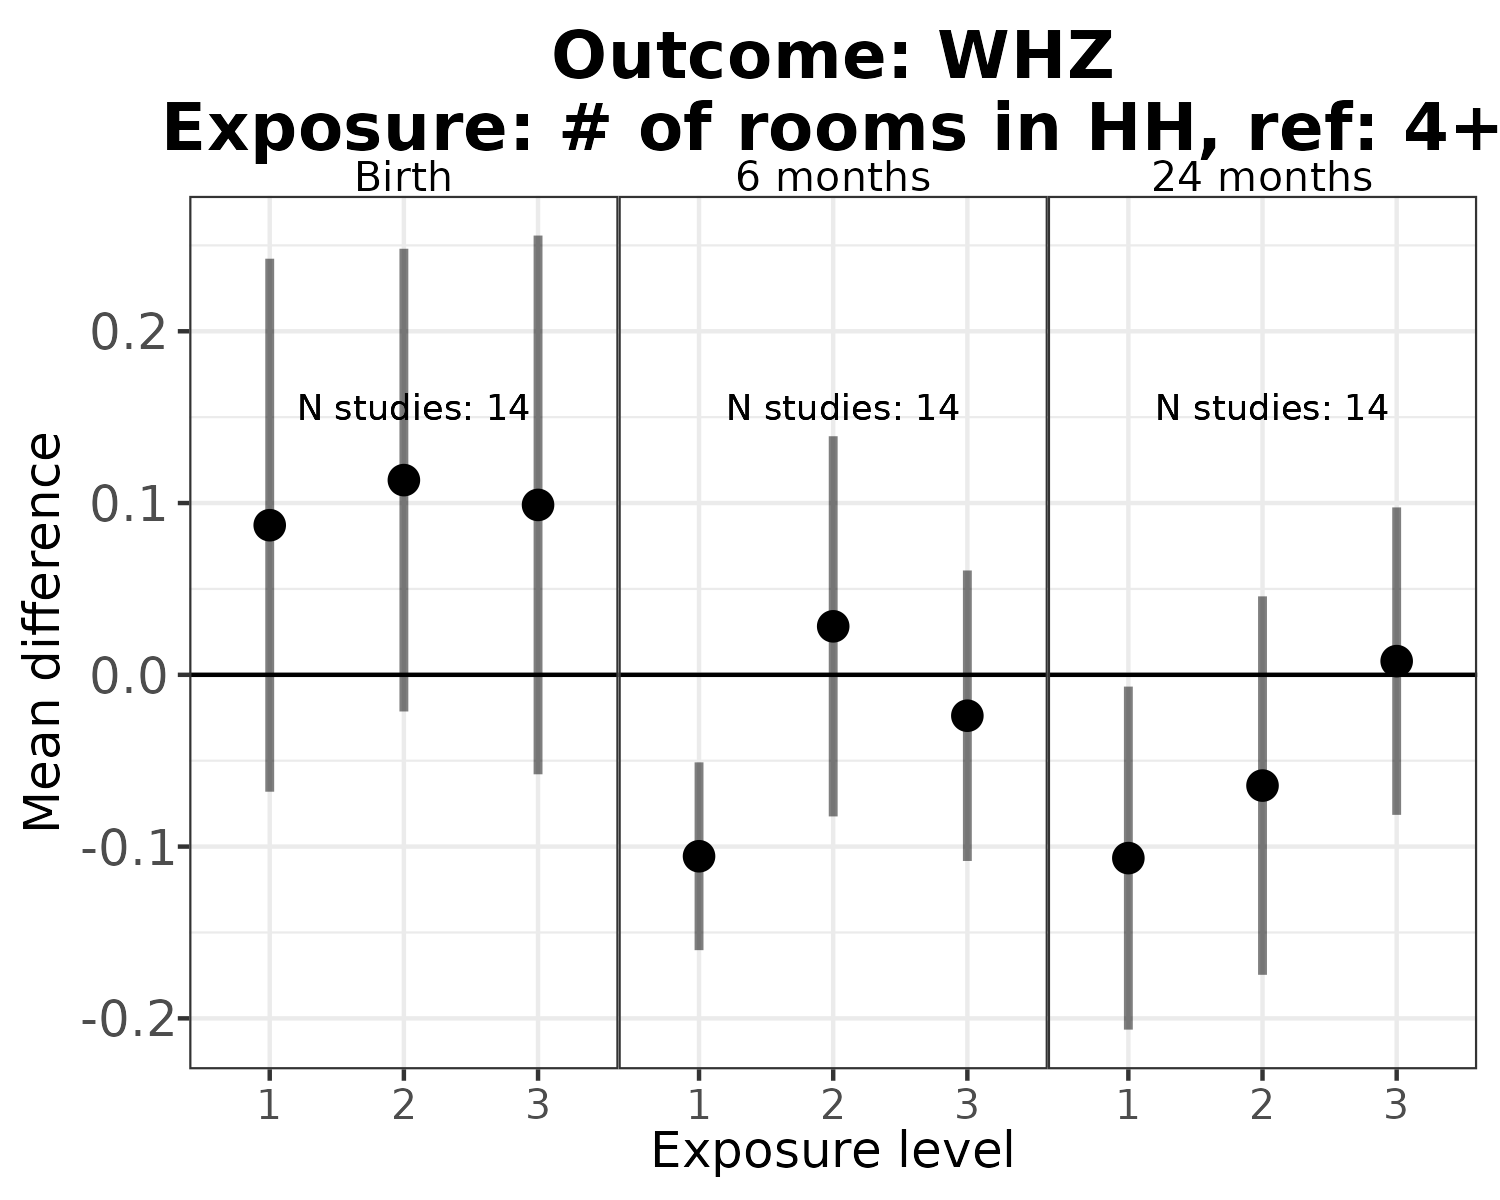 Outcome: WHZ
Exposure: # of rooms in HH, ref: 4+
Birth 6 months 24 months
0.2
N studies: 14 N studies: 14 N studies: 14
0.1
0.0
-0.1
-0.2
Mean difference
1 2 3 1 2 3 1 2 3
Exposure level